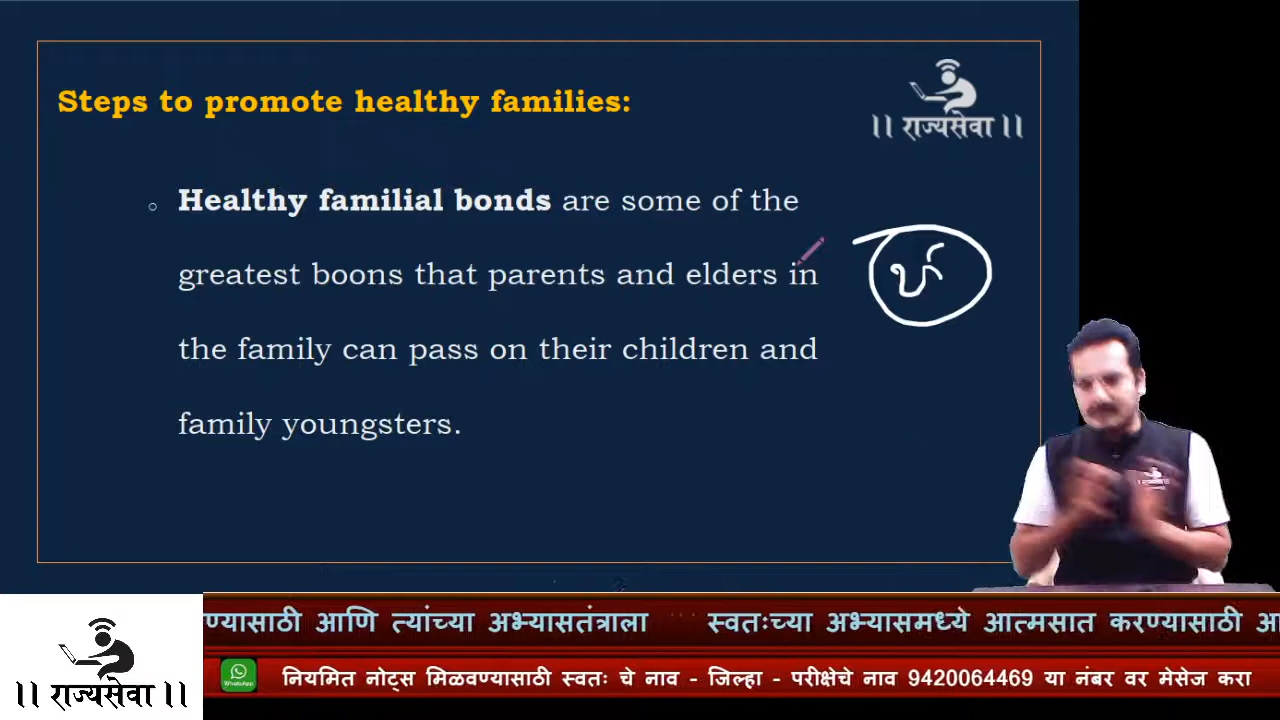 Steps to promote healthy families:
।। राज्यसेवा ।।
Healthy familial bonds are some of the
greatest boons that parents and elders in
the family can pass on their children and
family youngsters.
ण्यासाठी आणि त्यांच्या अभ्यासतंत्राला स्वतःच्या अभ्यासमध्ये आत्मसात करण्यासाठी आ
WhatsApp
नियमित नोट्स मिळवण्यासाठी स्वतः चे नाव - जिल्हा - परीक्षेचे नाव 9420064469 या नंबर वर मेसेज करा
।। राज्यसेवा ।।